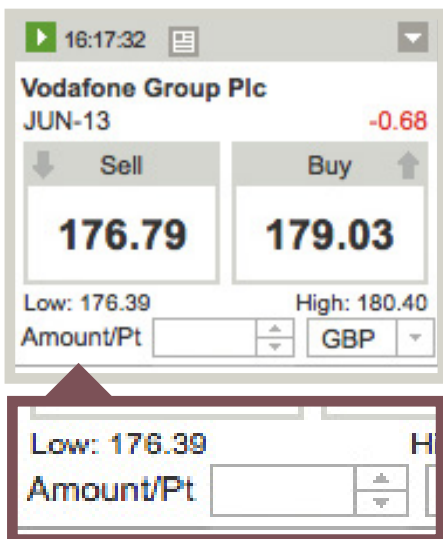 16:17:32
Vodafone Group Plc
JUN-13 -0.68
Sell Buy
176.79 179.03
Low: 176.39 High: 180.40
Amount/Pt GBP
Low: 176.39 Hi
Amount/Pt